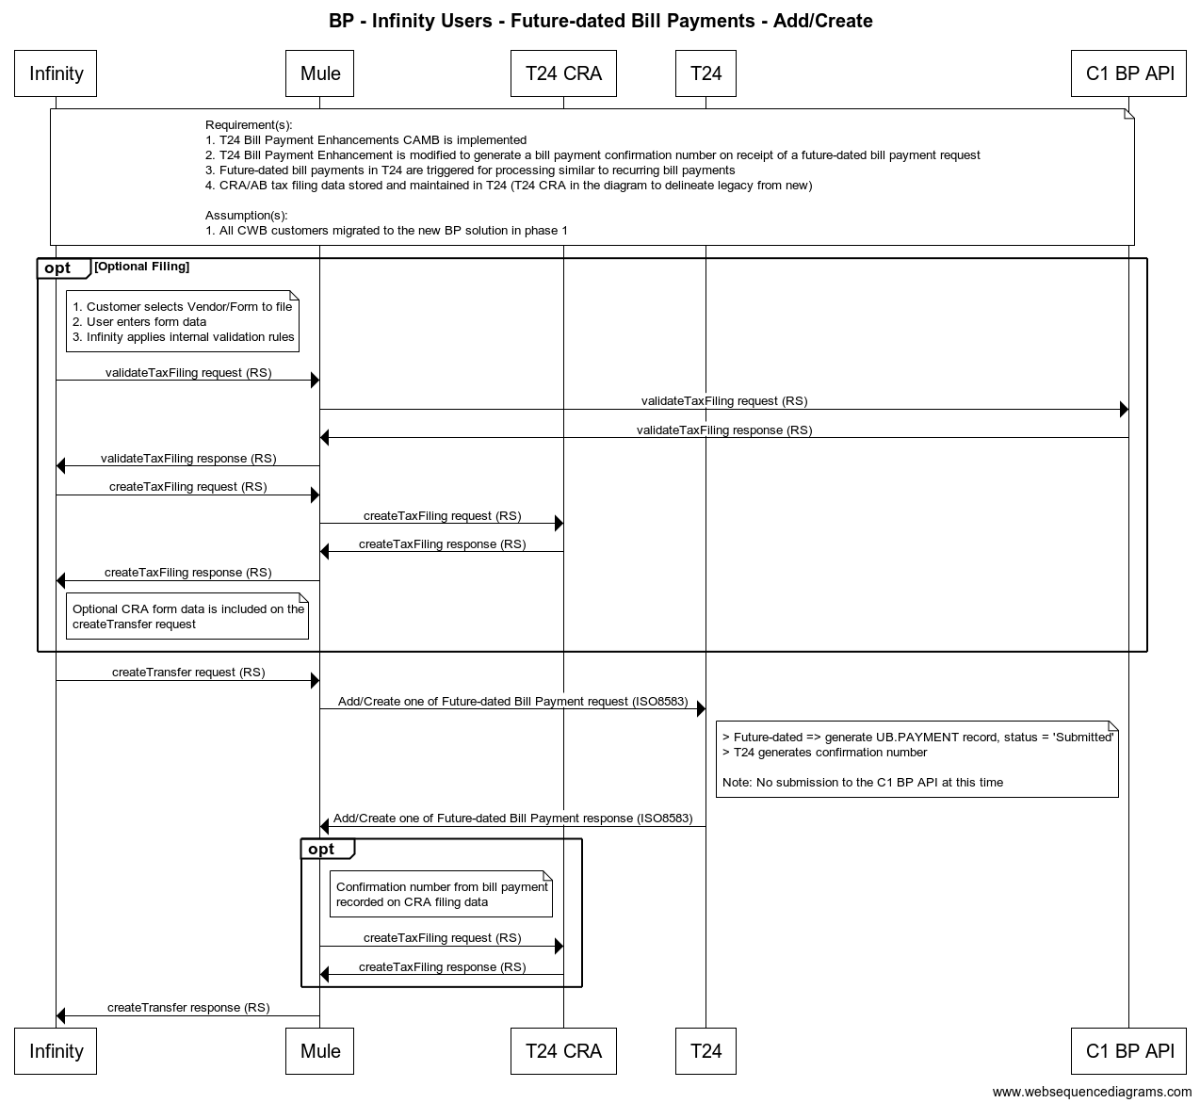 BP - Infinity Users - Future-dated Bill Payments - Add/Create
Infinity
Mule
T24 CRA
T24
C1 BP API
Requirement(s):
1. T24 Bill Payment Enhancements CAMB is implemented
2. T24 Bill Payment Enhancement is modified to generate a bill payment confirmation number on receipt of a future-dated bill payment request
3. Future-dated bill payments in T24 are triggered for processing similar to recurring bill payments
4. CRA/AB tax filing data stored and maintained in T24 (T24 CRA in the diagram to delineate legacy from new)
Assumption(s):
1. All CWB customers migrated to the new BP solution in phase 1
opt [Optional Filing]
1. Customer selects Vendor/Form to file
2. User enters form data
3. Infinity applies internal validation rules
validateTaxFiling request (RS)
validateTaxFiling request (RS)
validateTaxFiling response (RS)
validateTaxFiling response (RS)
createTaxFiling request (RS)
createTaxFiling request (RS)
createTaxFiling response (RS)
createTaxFiling response (RS)
Optional CRA form data is included on the
createTransfer request
createTransfer request (RS)
Add/Create one of Future-dated Bill Payment request (ISO8583)
> Future-dated => generate UB.PAYMENT record, status = 'Submitted'
> T24 generates confirmation number
Note: No submission to the C1 BP API at this time
Add/Create one of Future-dated Bill Payment response (ISO8583)
opt
Confirmation number from bill payment
recorded on CRA filing data
createTaxFiling request (RS)
createTaxFiling response (RS)
createTransfer response (RS)
Infinity
Mule
T24 CRA
T24
C1 BP API
www.websequencediagrams.com